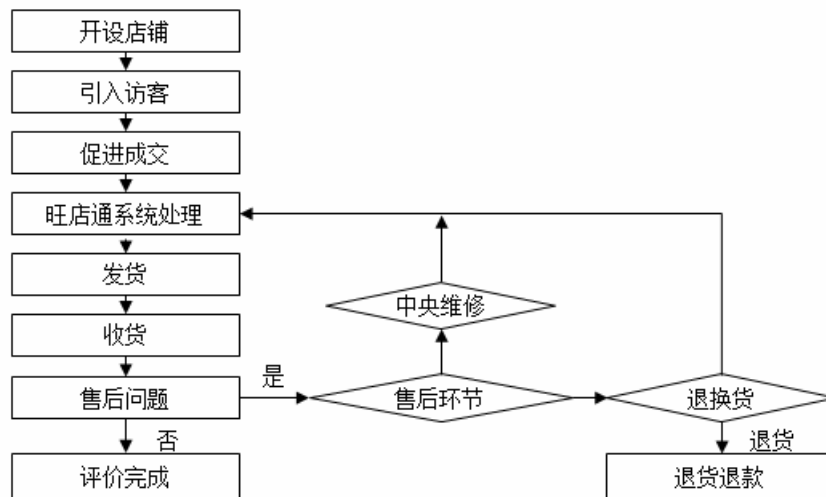 开设店铺
引入访客
促进成交
旺店通系统处理
发货
中央维修
收货
售后问题
是
售后环节
退换货
否
退货
评价完成
退货退款